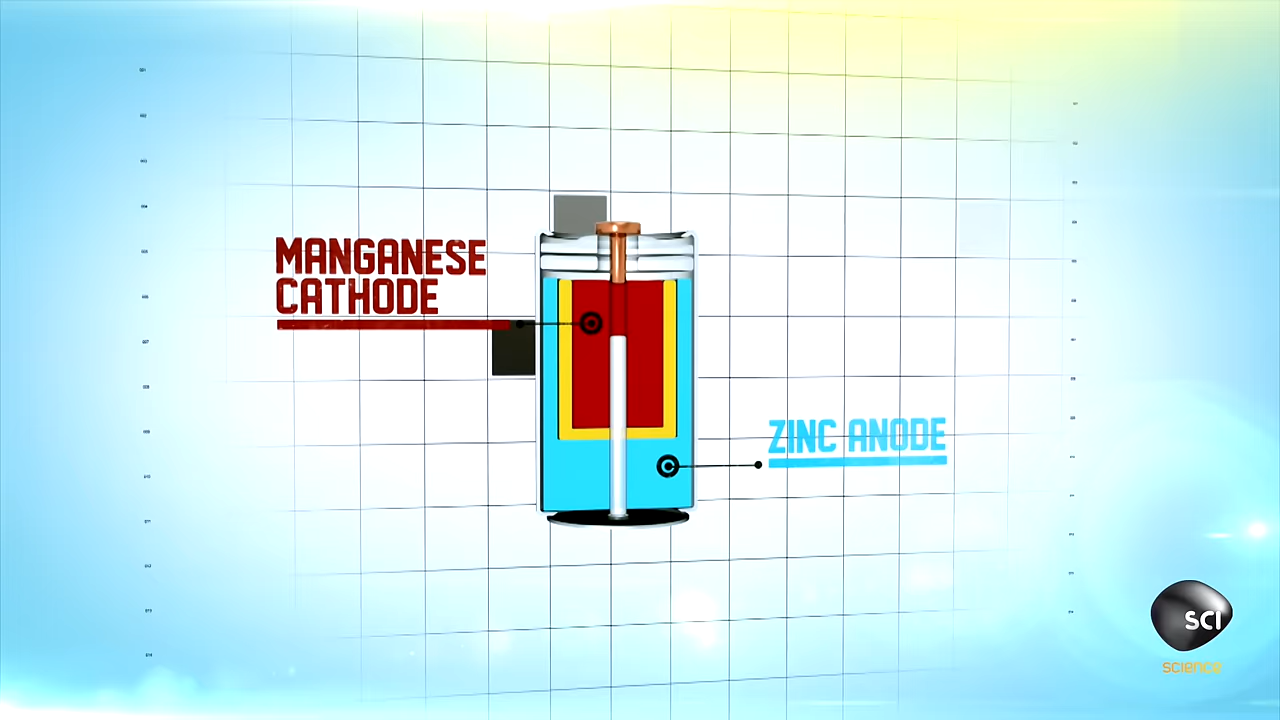 MANGANESE
CATHODE
ZINC ANODE
SCI
science